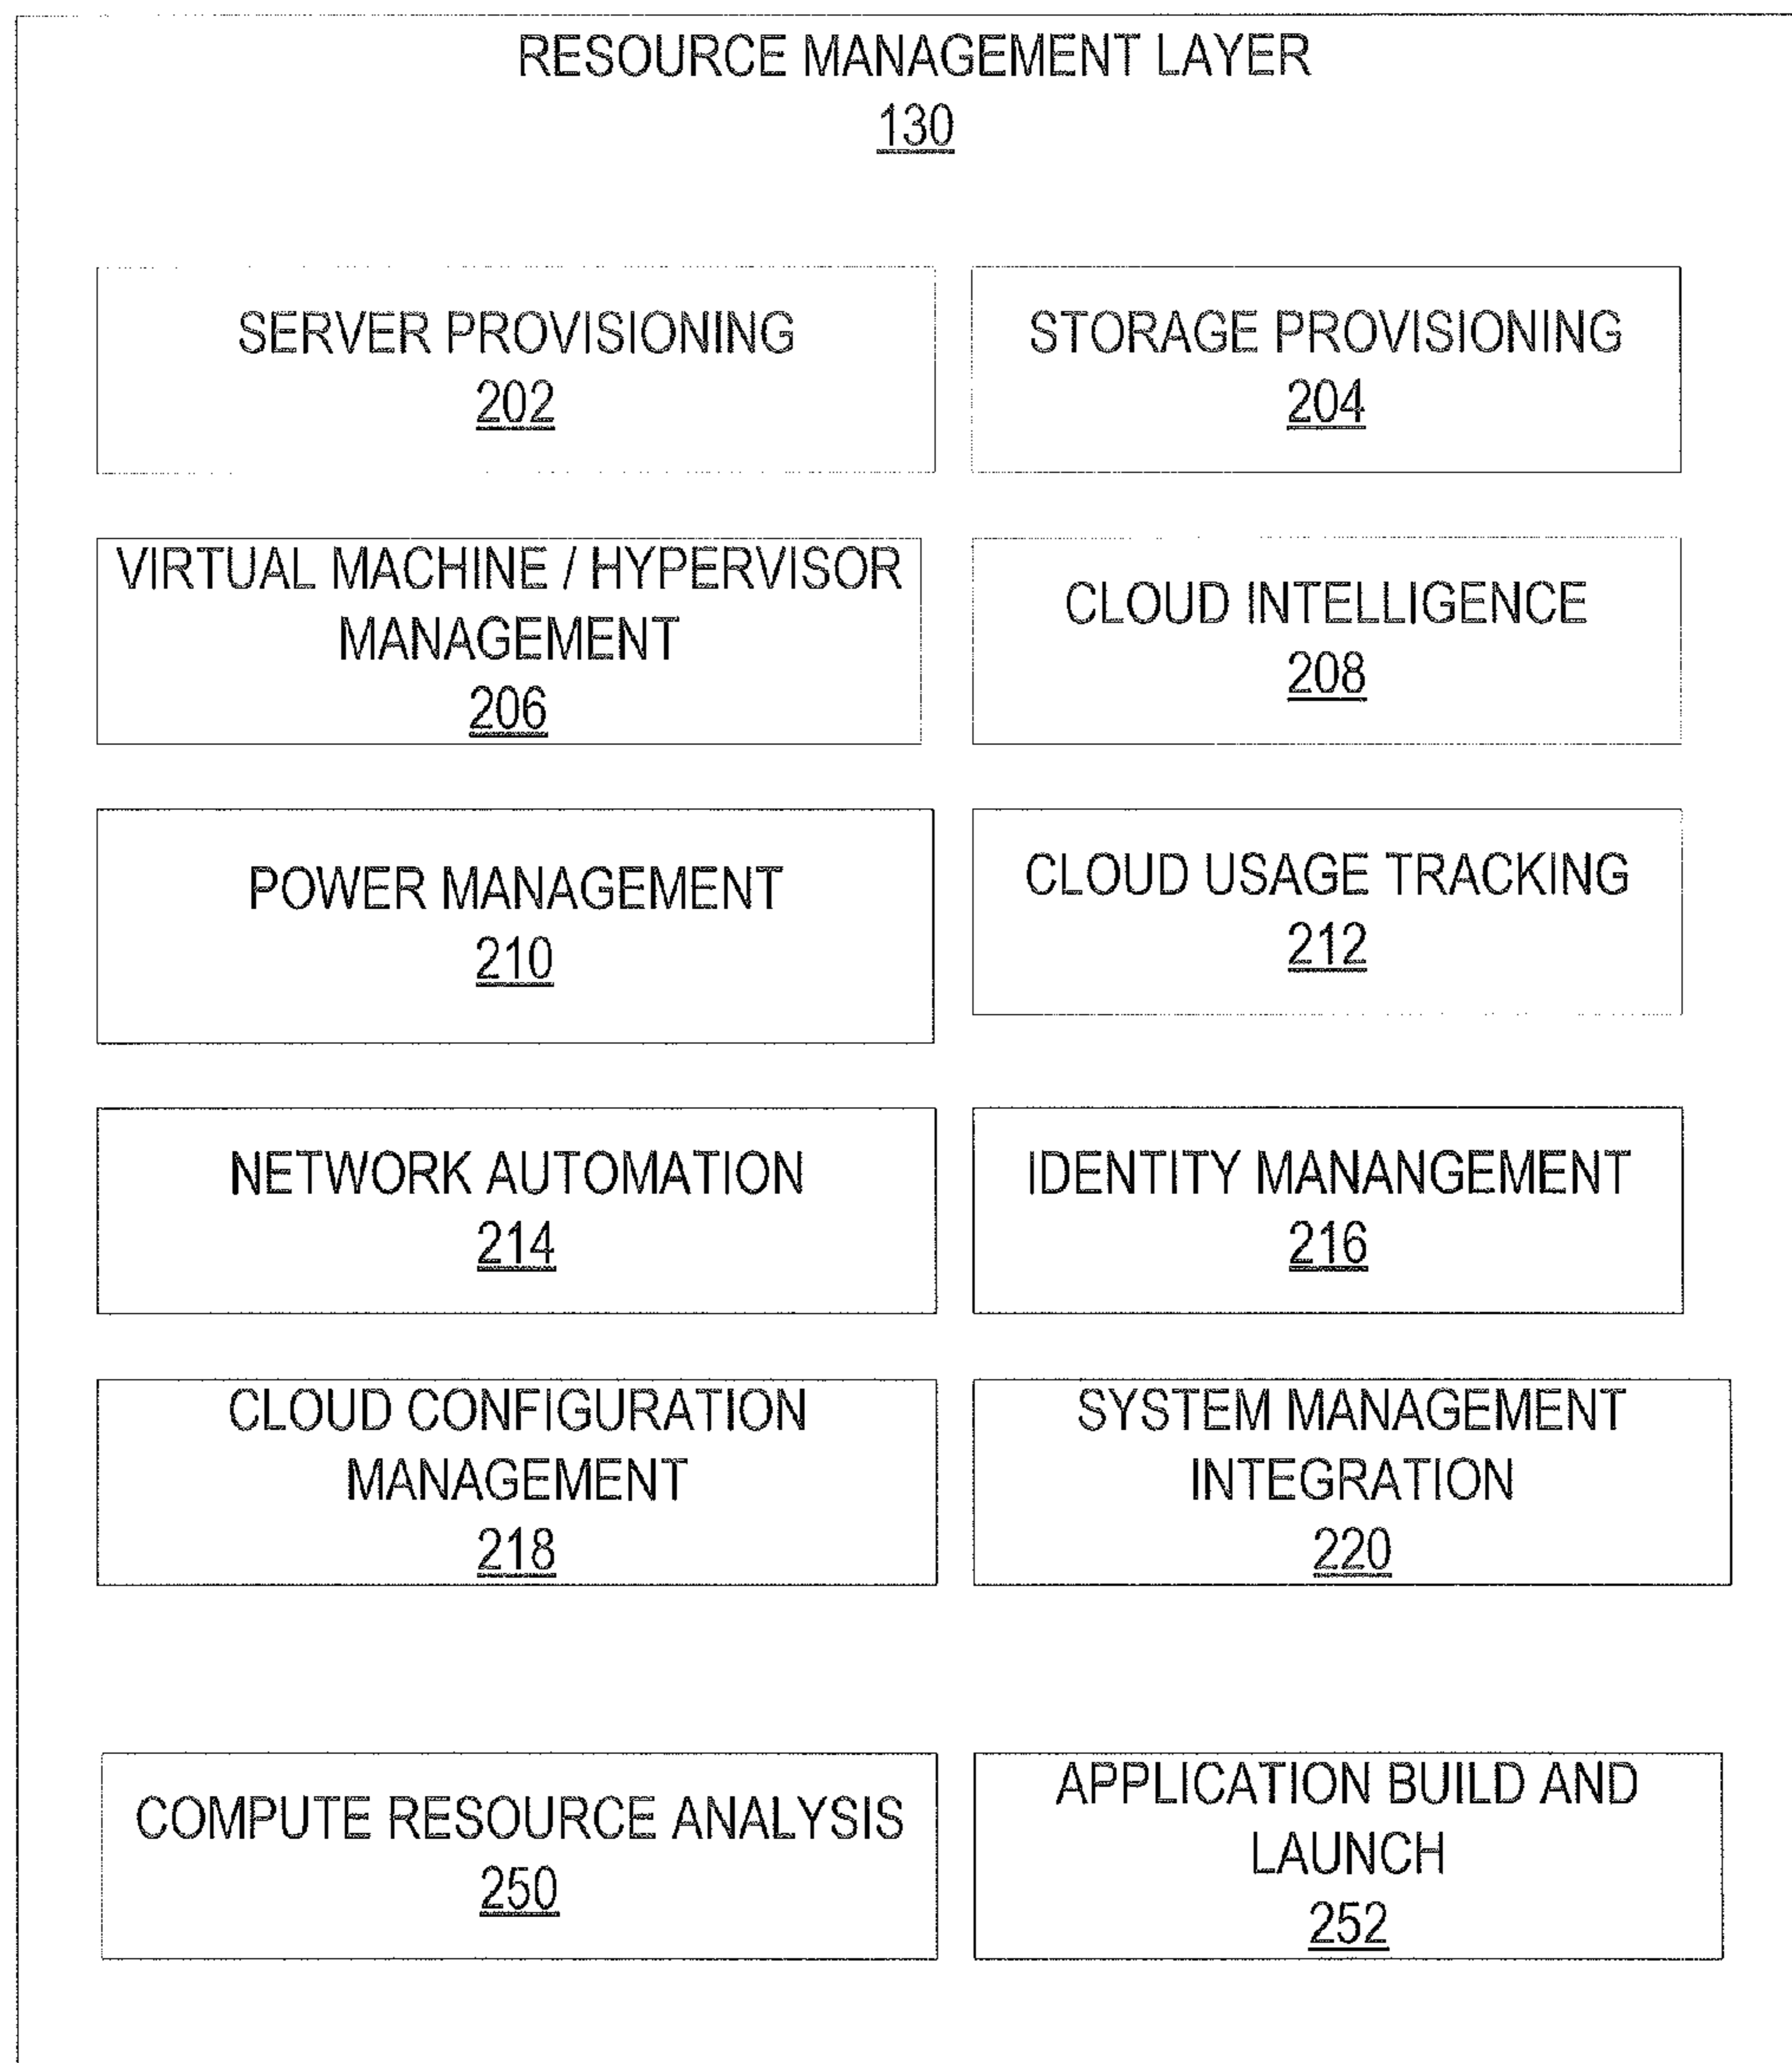 RESOURCE MANAGEMENT LAYER
130
SERVER PROVISIONING
202
STORAGE PROVISIONING
204
VIRTUAL MACHINE / HYPERVISOR
MANAGEMENT
206
CLOUD INTELLIGENCE
208
POWER MANAGEMENT
210
CLOUD USAGE TRACKING
212
NETWORK AUTOMATION
214
IDENTITY MANANGEMENT
216
CLOUD CONFIGURATION
MANAGEMENT
218
SYSTEM MANAGEMENT
INTEGRATION
220
COMPUTE RESOURCE ANALYSIS
250
APPLICATION BUILD AND
LAUNCH
252